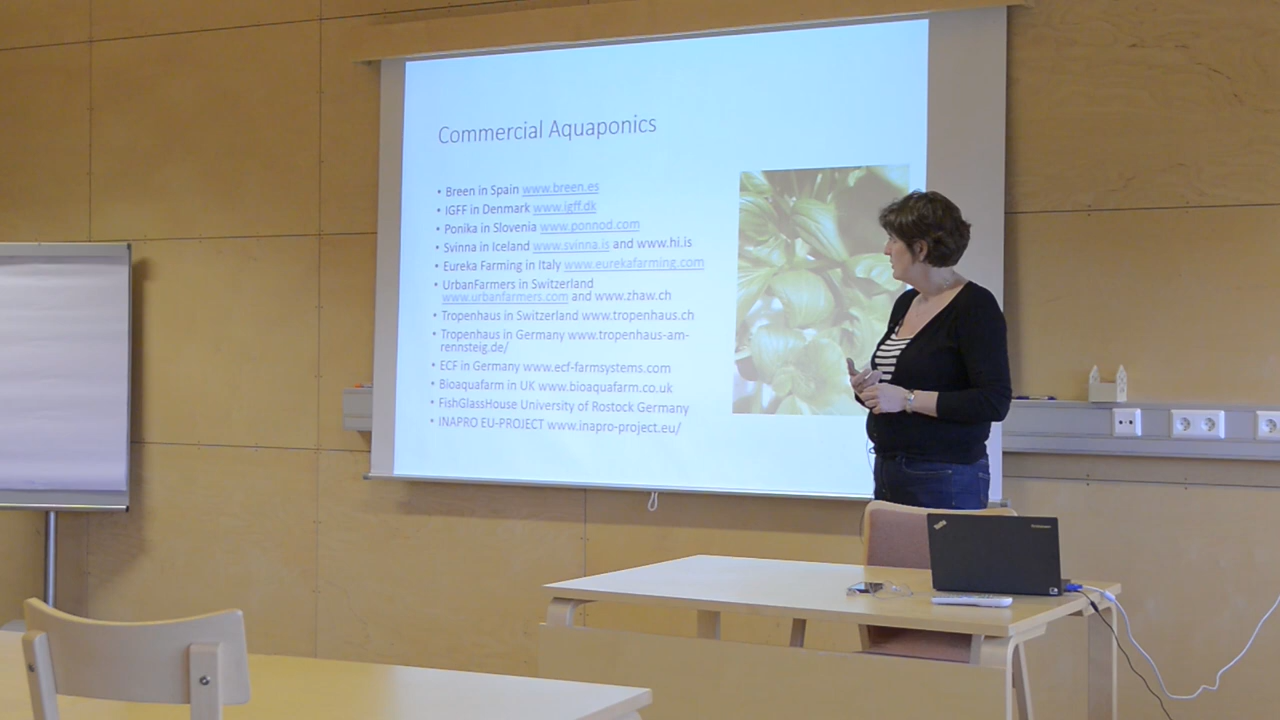 Commercial Aquaponics
• Breen in Spain www.breen.es
• IGFF in Denmark www.igff.dk
• Ponika in Slovenia www.ponnod.com
• Svinna in Iceland www.svinna.is and www.hi.is
• Eureka Farming in Italy www.eurekafarming.com
• UrbanFarmers in Switzerland
www.urbanfarmers.com and www.zhaw.ch
• Tropenhaus in Switzerland www.tropenhaus.ch
• Tropenhaus in Germany www.tropenhaus-am-
rennsteig.de/
• ECF in Germany www.ecf-farmsystems.com
• Bioaquafarm in UK www.bioaquafarm.co.uk
• FishGlassHouse University of Rostock Germany
• INAPRO EU-PROJECT www.inapro-project.eu/
ThinkPad
lenovo